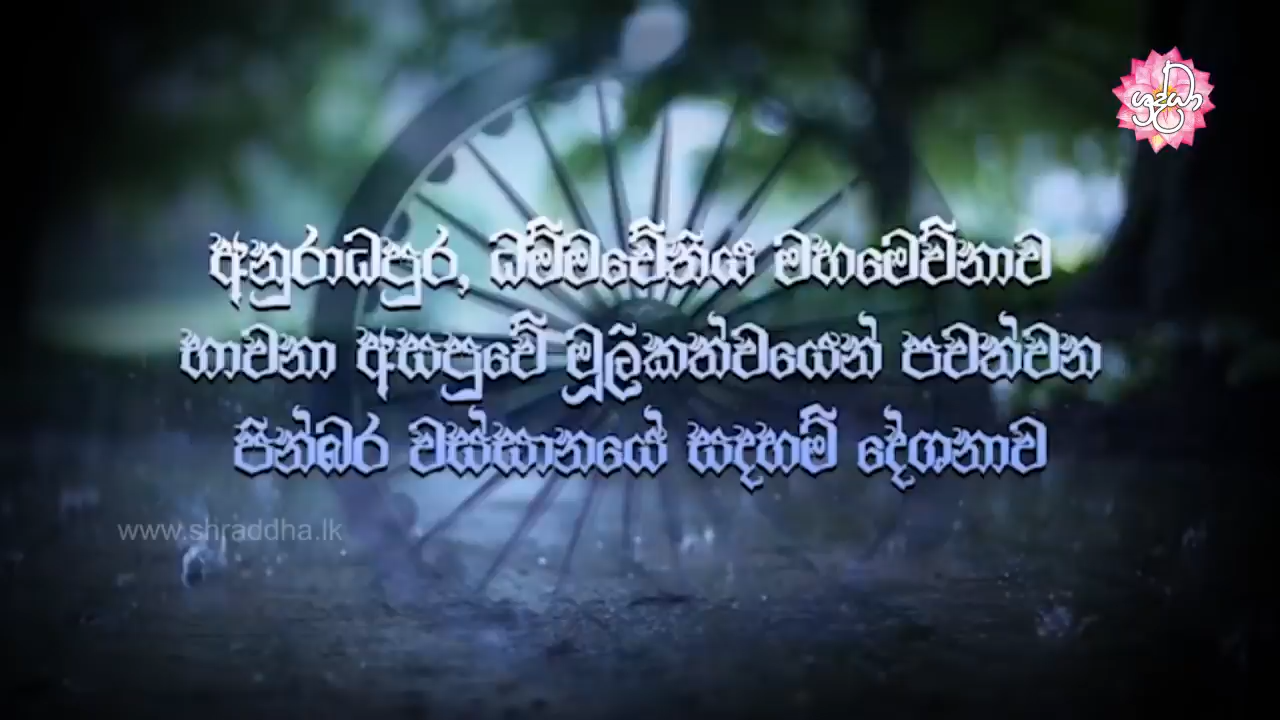 ශ්‍රද්ධා
අනුරාධපුර, ධම්මචේතිය මහමෙව්නාව
භාවනා අසපුවේ මූලිකත්වයෙන් පවත්වන
පින්බර වස්සානයේ සදහම් දේශනාව
www.shraddha.lk